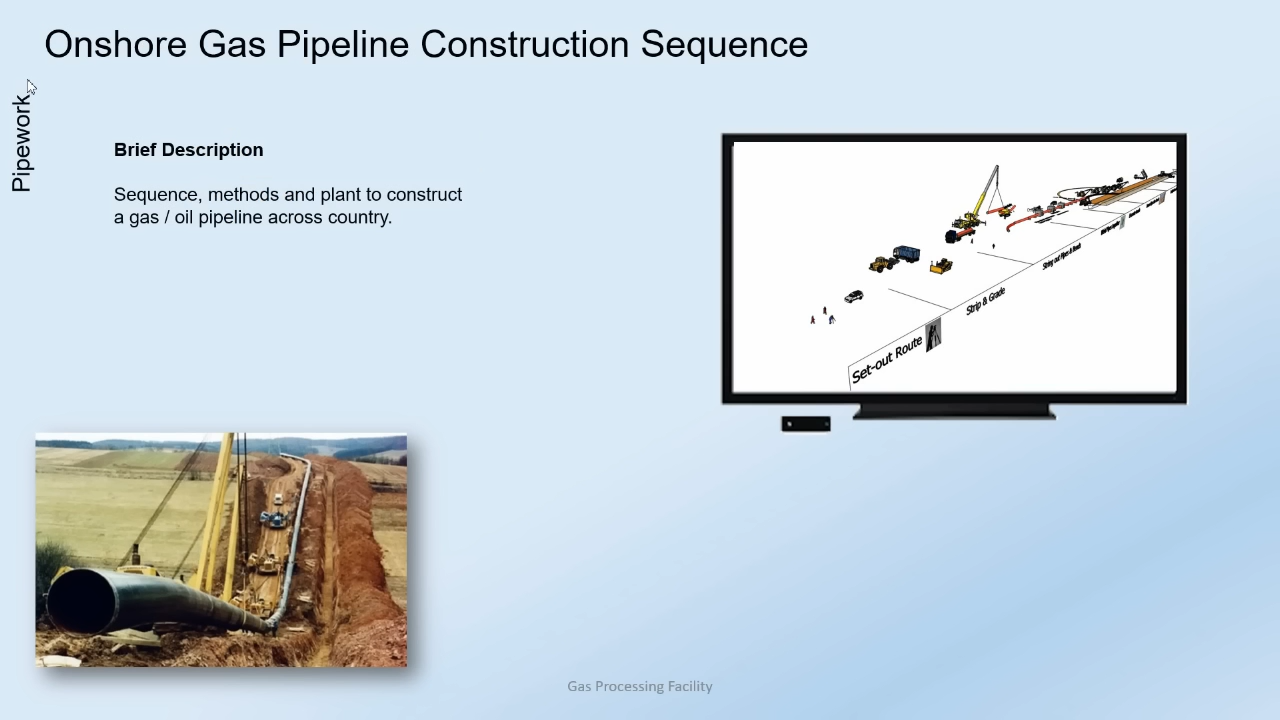 Onshore Gas Pipeline Construction Sequence
Pipework
Brief Description
Sequence, methods and plant to construct
a gas / oil pipeline across country.
Set-out Route
Strip & Grade
Gas Processing Facility